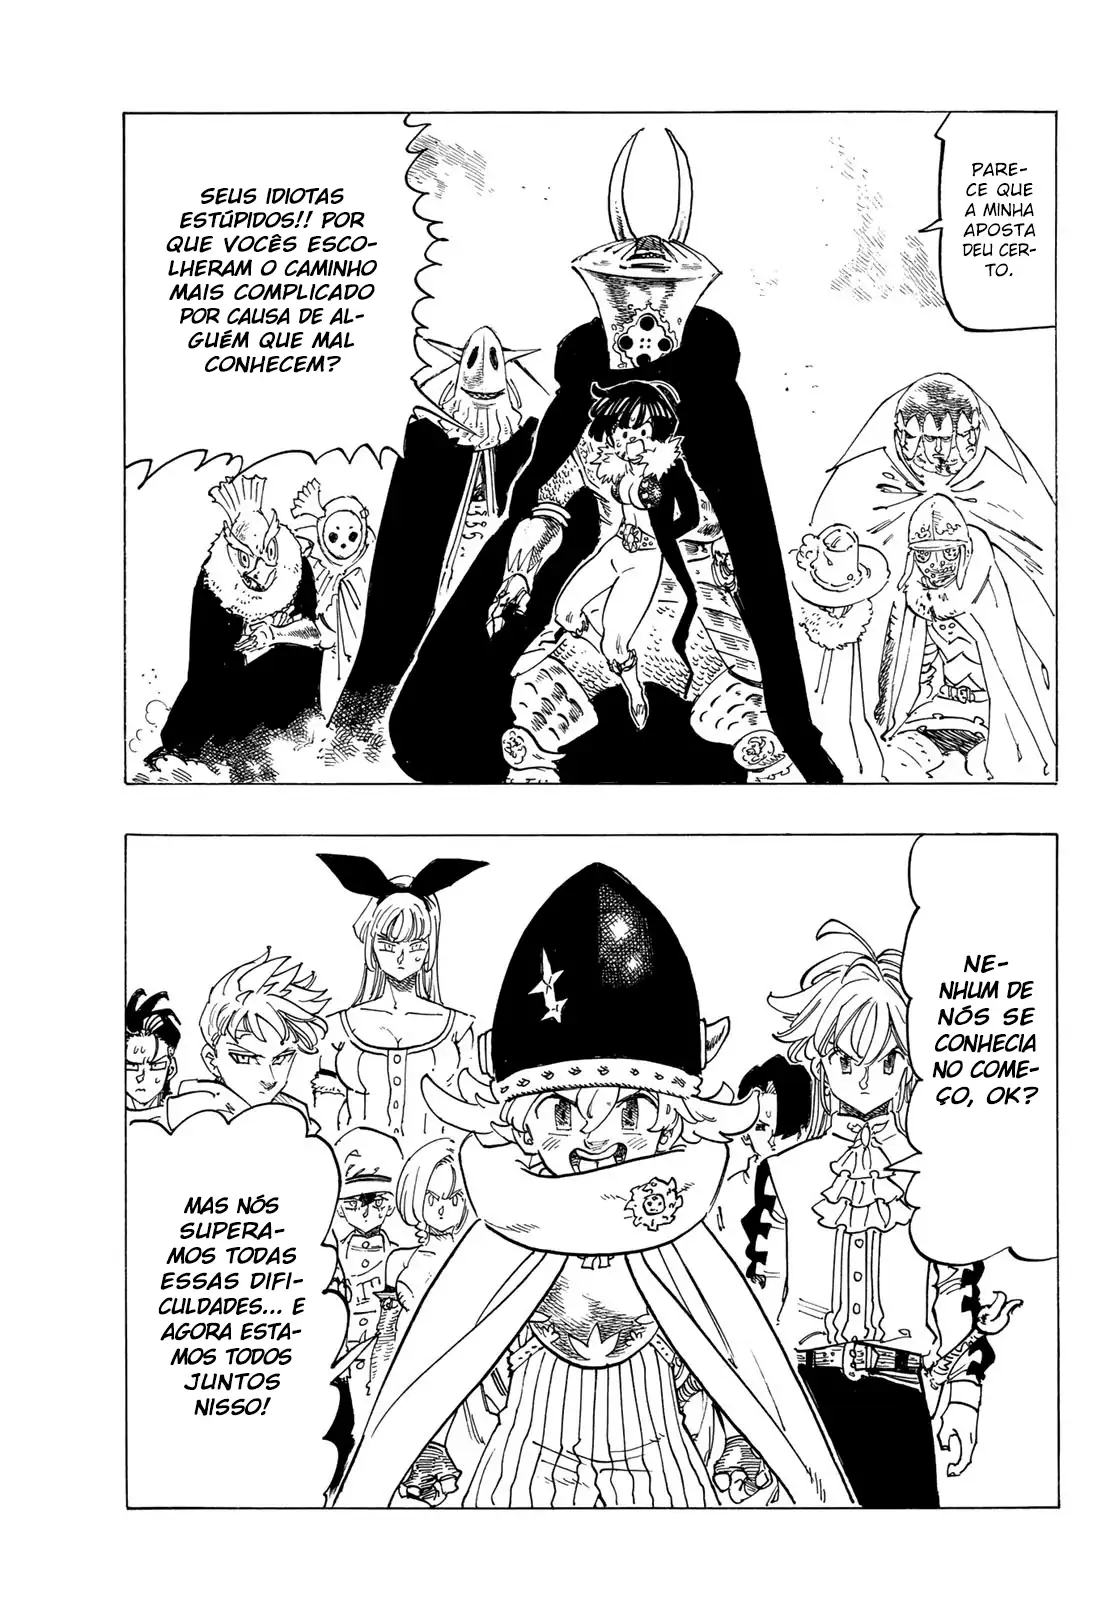 PARE-
CE QUE
A MINHA
APOSTA
DEU CER-
TO.
SEUS IDIOTAS
ESTÚPIDOS!! POR
QUE VOCÊS ESCO-
LHERAM O CAMINHO
MAIS COMPLICADO
POR CAUSA DE AL-
GUÉM QUE MAL
CONHECEM?
NE-
NHUM DE
NÓS SE
CONHECIA
NO COME-
ÇO, OK?
MAS NÓS
SUPERA-
MOS TODAS
ESSAS DIFI-
CULDADES... E
AGORA ESTA-
MOS TODOS
JUNTOS
NISSO!